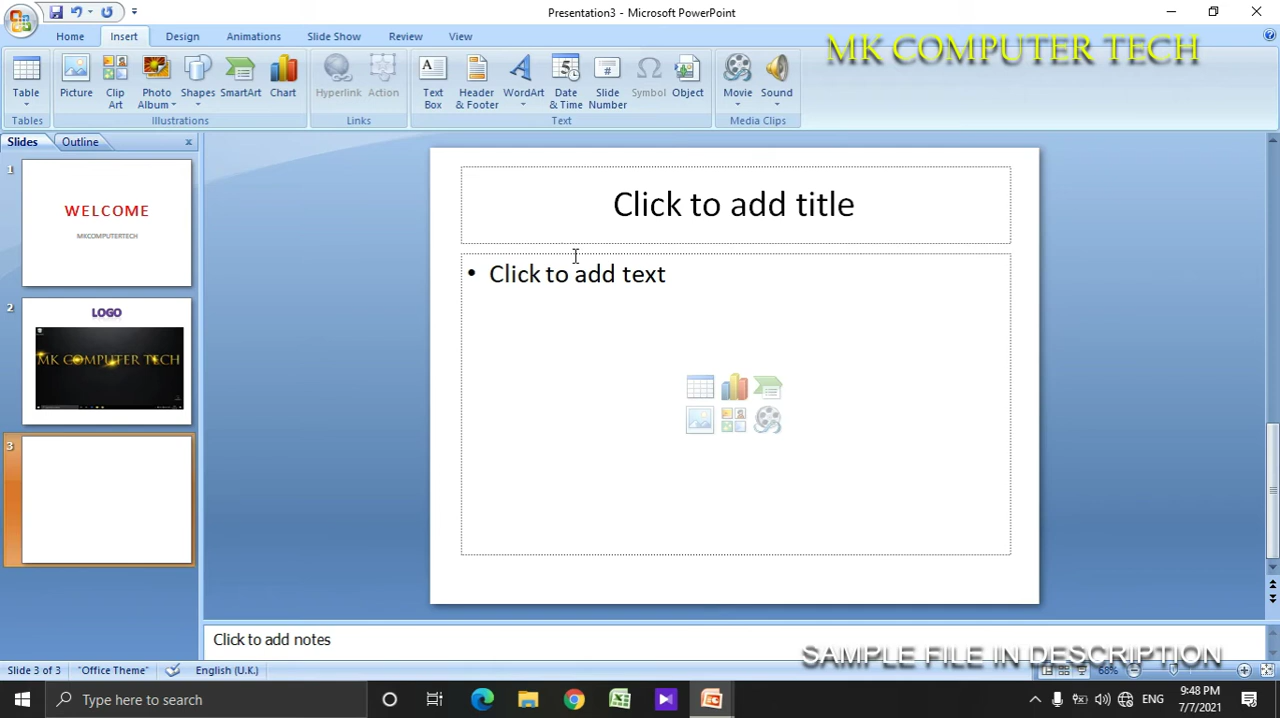 Presentation3 - Microsoft PowerPoint
Home Insert Design Animations Slide Show Review View
MK COMPUTER TECH
Table Picture Clip Art Photo Album Shapes SmartArt Chart Hyperlink Action Text Box Header & Footer WordArt Date & Time Slide Number Symbol Object Movie Sound
Tables Illustrations Links Text Media Clips
Slides Outline
1
WELCOME
MKCOMPUTERTECH
2
LOGO
MK COMPUTER TECH
3
Click to add title
• Click to add text
Click to add notes
SAMPLE FILE IN DESCRIPTION
Slide 3 of 3 "Office Theme" English (U.K.) 68%
Type here to search
ENG
9:48 PM
7/7/2021